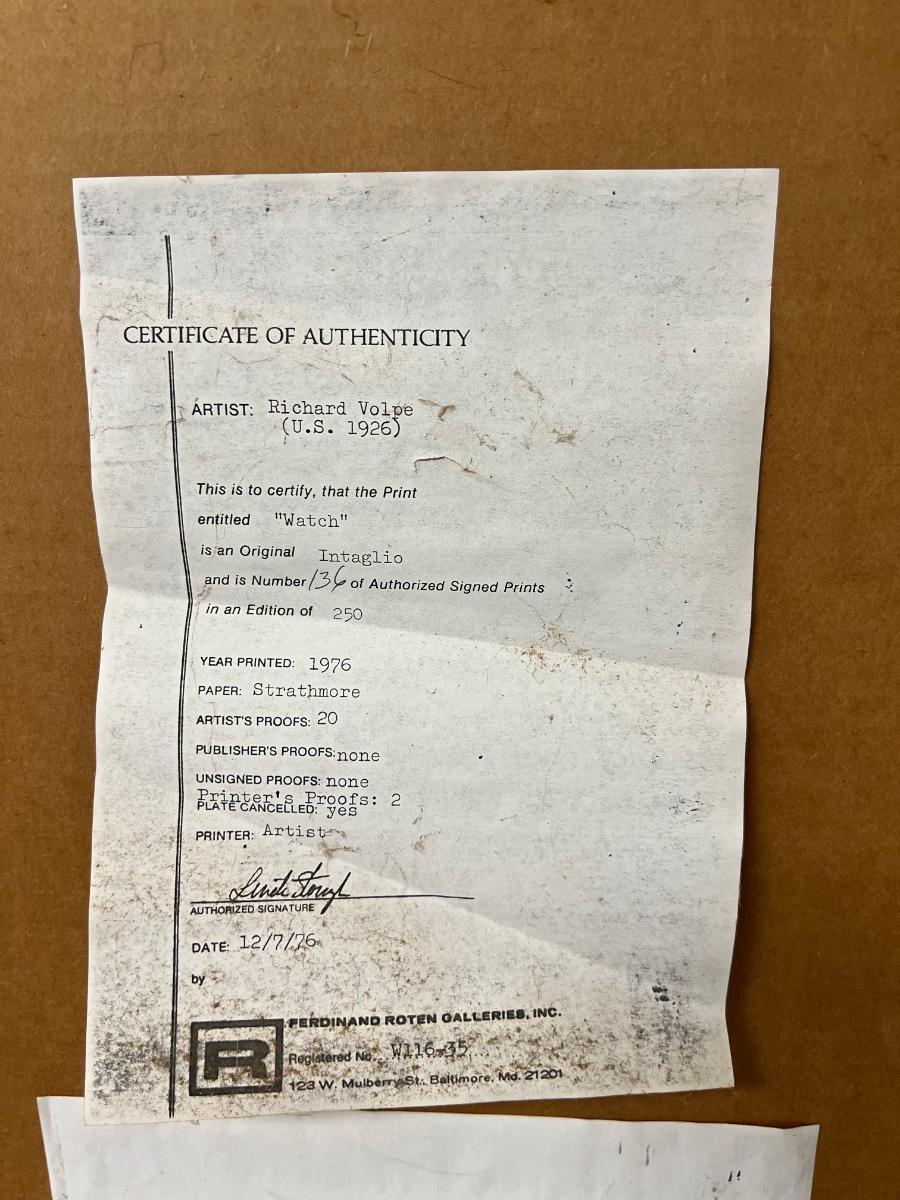 CERTIFICATE OF AUTHENTICITY
ARTIST: Richard Volpe
(U.S. 1926)
This is to certify, that the Print
entitled "Watch"
is an Original Intaglio
and is Number 136 of Authorized Signed Prints
in an Edition of 250
YEAR PRINTED: 1976
PAPER: Strathmore
ARTIST'S PROOFS: 20
PUBLISHER'S PROOFS: none
UNSIGNED PROOFS: none
Printer's Proofs: 2
PLATE CANCELLED: yes
PRINTER: Artist
AUTHORIZED SIGNATURE
DATE: 12/7/76
by
FERDINAND ROTEN GALLERIES, INC.
Registered No... W116-35...
123 W. Mulberry St., Baltimore, Md. 21201